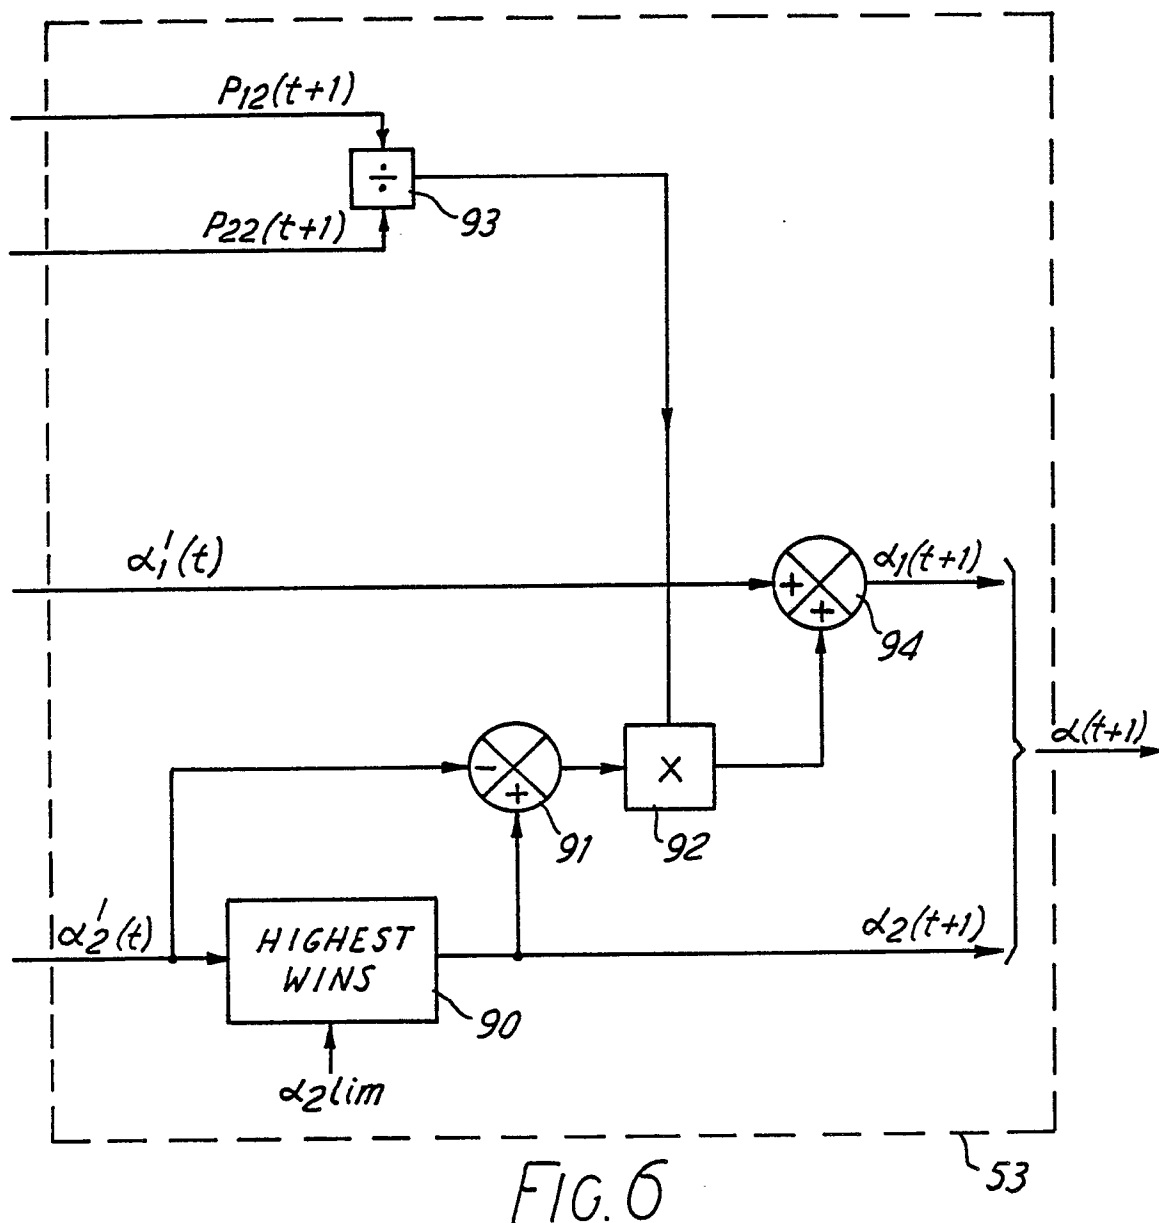 P12(t+1)
÷
93
P22(t+1)
α1'(t)
α1(t+1)
+
+
94
α(t+1)
-
+
91
X
92
α2'(t)
HIGHEST
WINS
90
α2(t+1)
α2lim
53
FIG.6